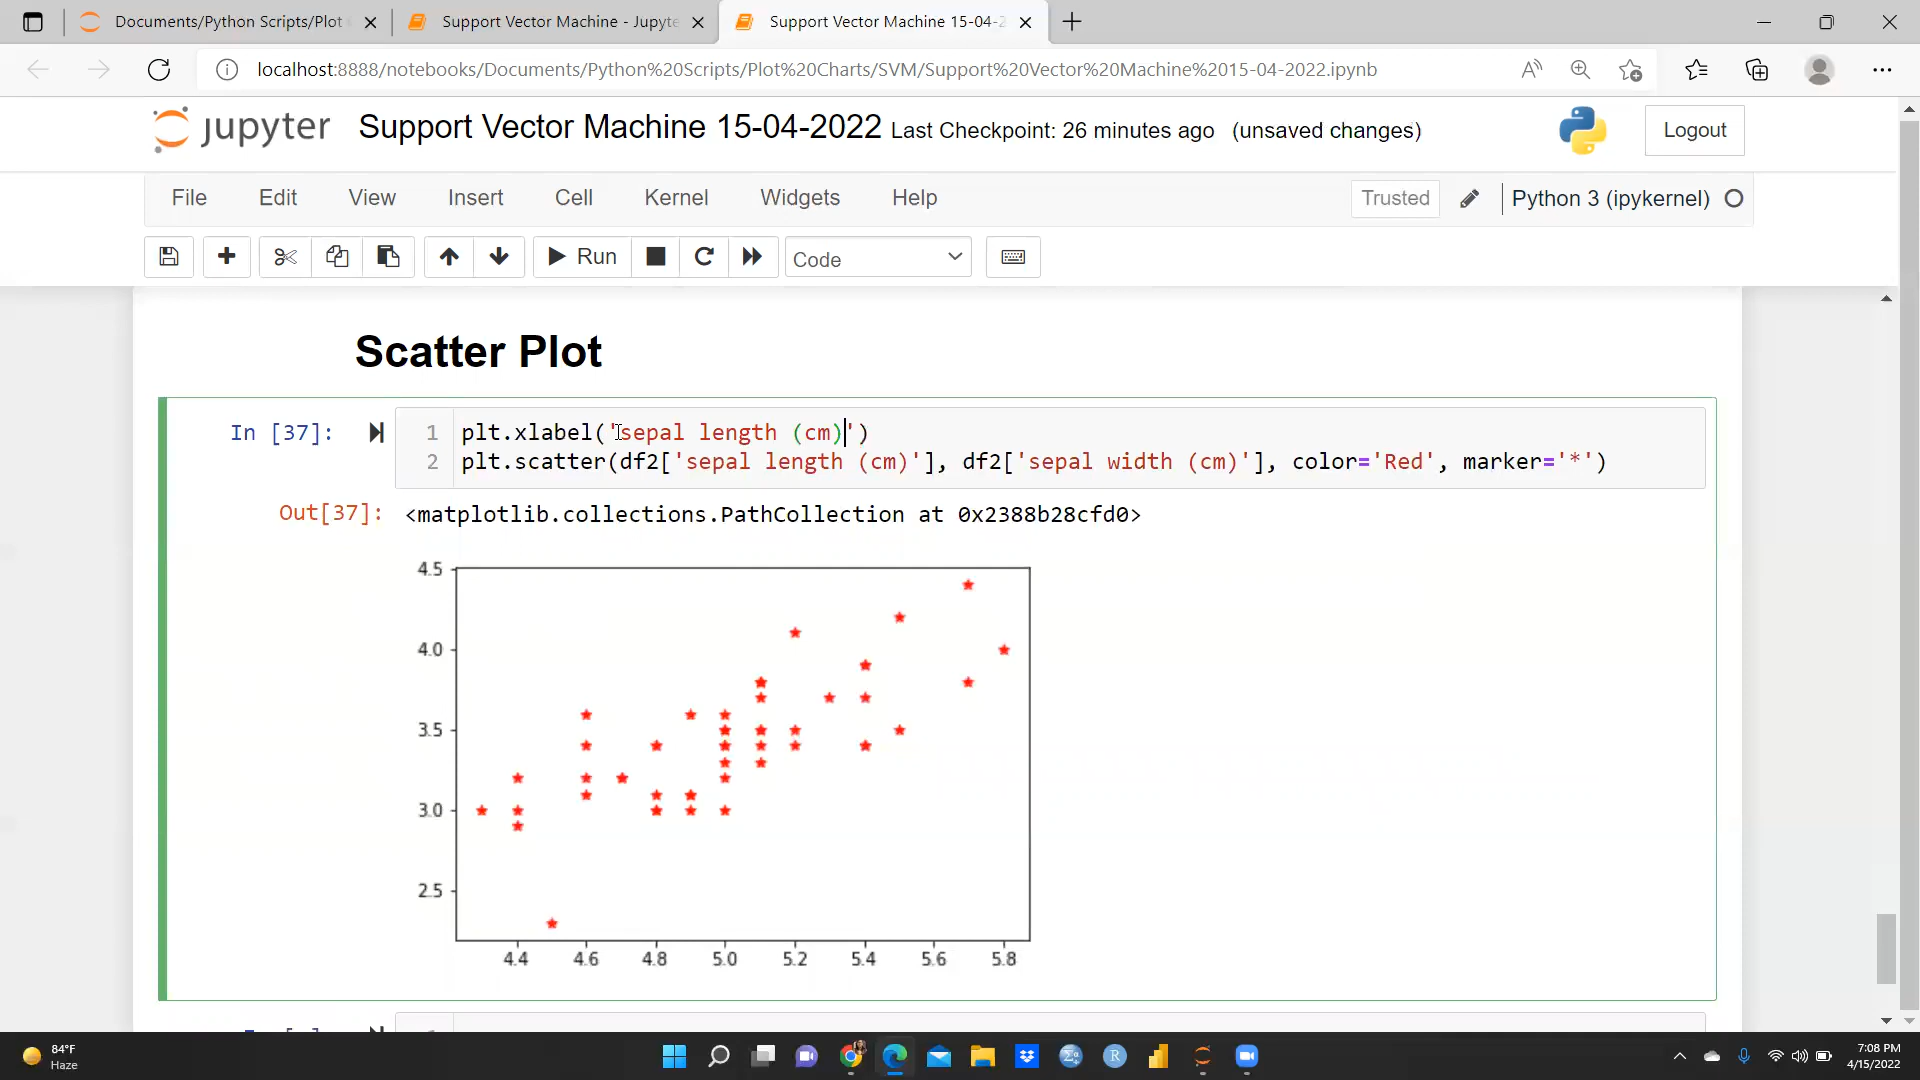 Documents/Python Scripts/Plot
Support Vector Machine - Jupyte
Support Vector Machine 15-04-2
localhost:8888/notebooks/Documents/Python%20Scripts/Plot%20Charts/SVM/Support%20Vector%20Machine%2015-04-2022.ipynb
jupyter Support Vector Machine 15-04-2022 Last Checkpoint: 26 minutes ago (unsaved changes) Logout
File Edit View Insert Cell Kernel Widgets Help Trusted Python 3 (ipykernel)
Run Code
Scatter Plot
In [37]: 1 plt.xlabel('sepal length (cm)')
2 plt.scatter(df2['sepal length (cm)'], df2['sepal width (cm)'], color='Red', marker='*')
Out[37]: <matplotlib.collections.PathCollection at 0x2388b28cfd0>
4.5
4.0
3.5
3.0
2.5
4.4 4.6 4.8 5.0 5.2 5.4 5.6 5.8
84°F
Haze
7:08 PM
4/15/2022